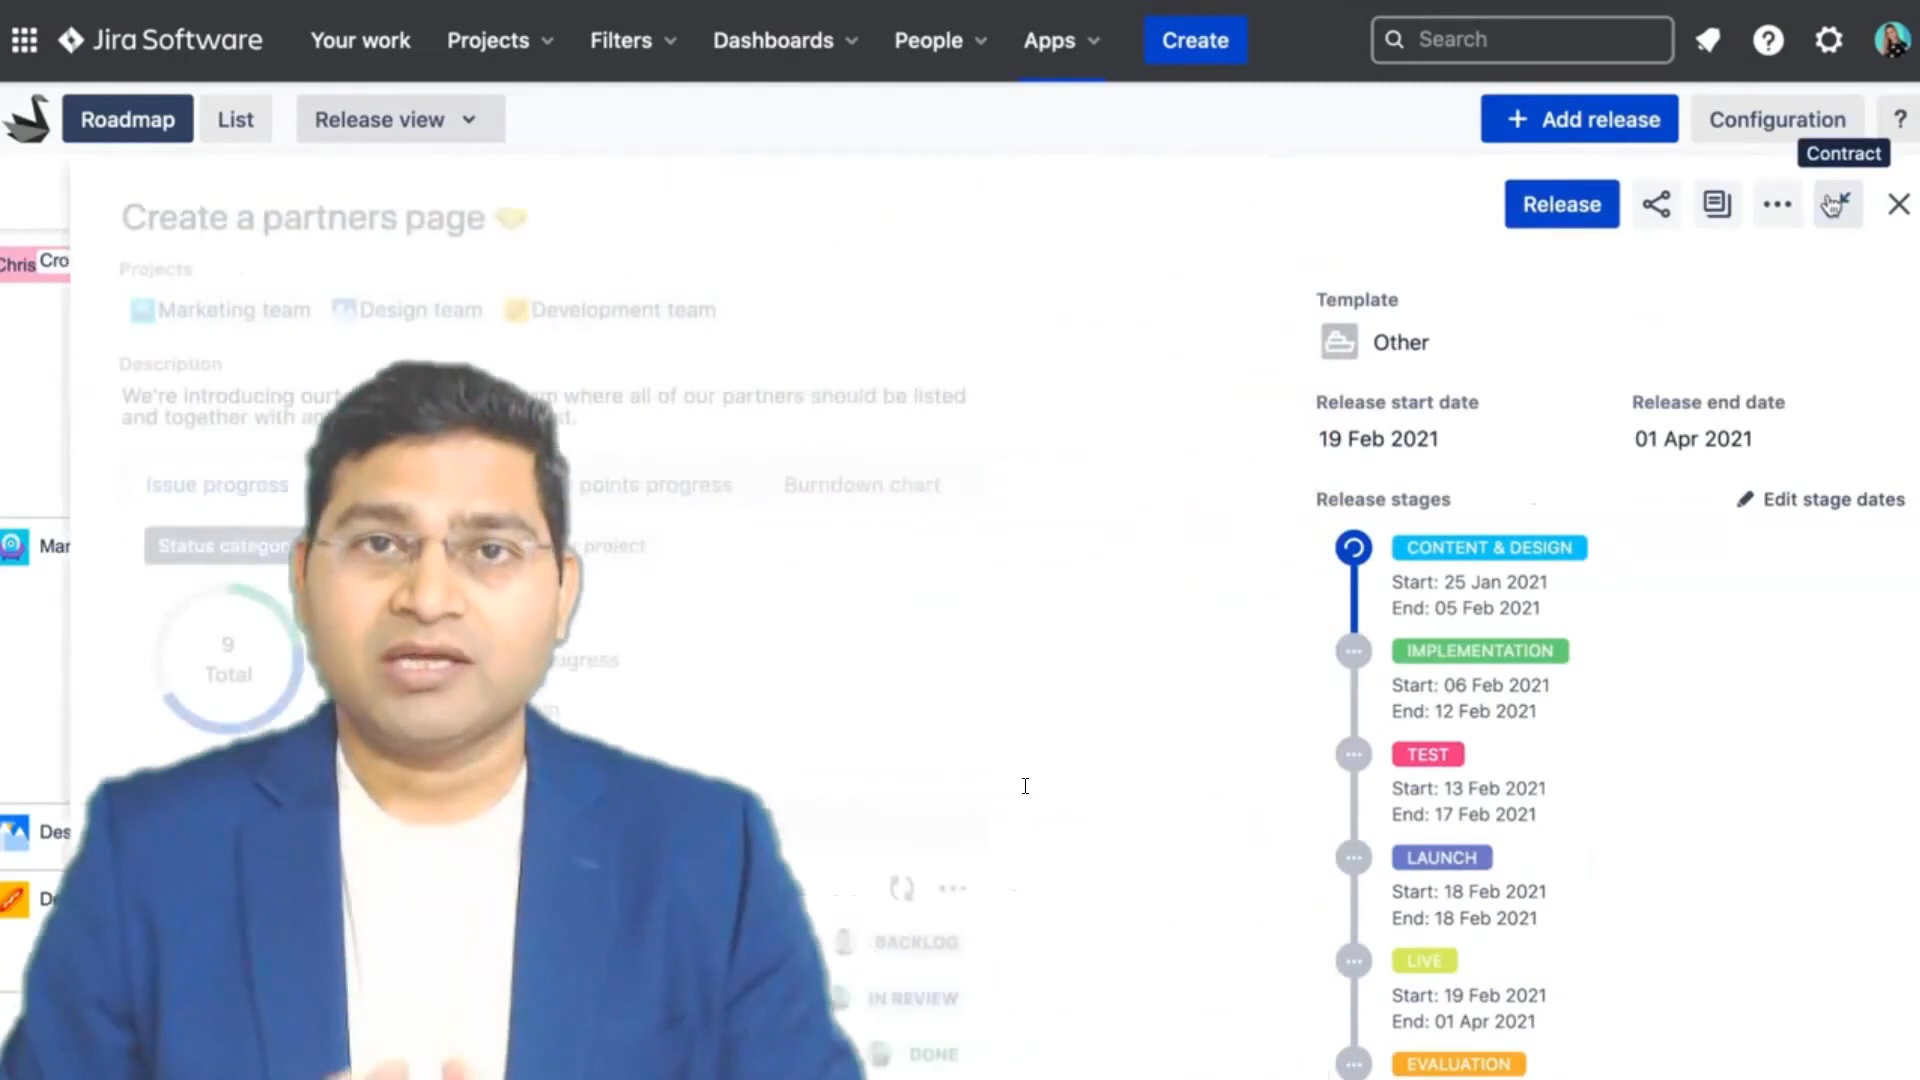 Jira Software Your work Projects Filters Dashboards People Apps Create Search
Roadmap List Release view + Add release Configuration ?
Contract
Release
Create a partners page
Chris Cro
Projects
Marketing team Design team Development team
Description
We're introducing where all of our partners should be listed
and together with
Issue progress points progress Burndown chart
Status project
9
Total
Mar
Des
BACKLOG
IN REVIEW
DONE
Template
Other
Release start date Release end date
19 Feb 2021 01 Apr 2021
Release stages Edit stage dates
CONTENT & DESIGN
Start: 25 Jan 2021
End: 05 Feb 2021
IMPLEMENTATION
Start: 06 Feb 2021
End: 12 Feb 2021
TEST
Start: 13 Feb 2021
End: 17 Feb 2021
LAUNCH
Start: 18 Feb 2021
End: 18 Feb 2021
LIVE
Start: 19 Feb 2021
End: 01 Apr 2021
EVALUATION